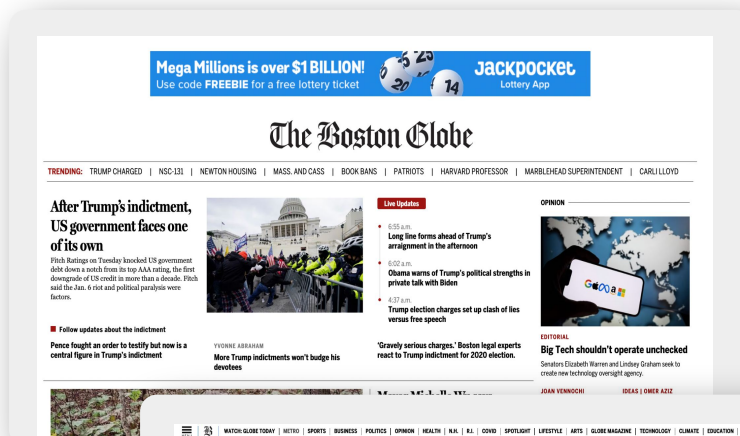 Mega Millions is over $1 BILLION!
Use code FREEBIE for a free lottery ticket
20
5
25
14
JACKPOCKET
Lottery App
The Boston Globe
TRENDING: TRUMP CHARGED | NSC-131 | NEWTON HOUSING | MASS. AND CASS | BOOK BANS | PATRIOTS | HARVARD PROFESSOR | MARBLEHEAD SUPERINTENDENT | CARLI LLOYD
After Trump's indictment,
US government faces one
of its own
Fitch Ratings on Tuesday knocked US government
debt down a notch from its top AAA rating, the first
downgrade of US credit in more than a decade. Fitch
said the Jan. 6 riot and political paralysis were
factors.
Follow updates about the indictment
Pence fought an order to testify but now is a
central figure in Trump's indictment
YVONNE ABRAHAM
More Trump indictments won't budge his
devotees
Live Updates
6:55 a.m.
Long line forms ahead of Trump's
arraignment in the afternoon
6:02 a.m.
Obama warns of Trump's political strengths in
private talk with Biden
4:37 a.m.
Trump election charges set up clash of lies
versus free speech
'Gravely serious charges.' Boston legal experts
react to Trump indictment for 2020 election.
OPINION
EDITORIAL
Big Tech shouldn't operate unchecked
Senators Elizabeth Warren and Lindsey Graham seek to
create new technology oversight agency.
JOAN VENNOCHI
IDEAS | OMER AZIZ
WATCH: GLOBE TODAY | METRO | SPORTS | BUSINESS | POLITICS | OPINION | HEALTH | N.H. | R.I. | COVID | SPOTLIGHT | LIFESTYLE | ARTS | GLOBE MAGAZINE | TECHNOLOGY | CLIMATE | EDUCATION |